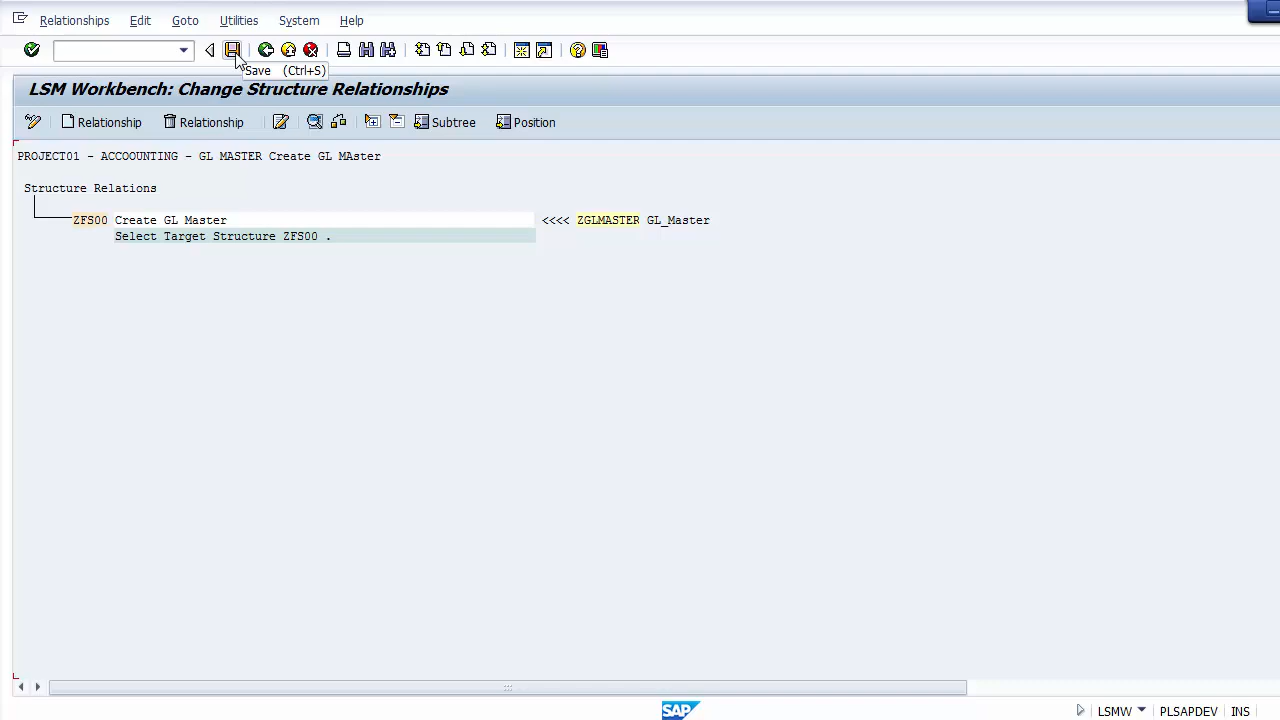 Relationships Edit Goto Utilities System Help
Save (Ctrl+S)
LSM Workbench: Change Structure Relationships
Relationship Relationship Subtree Position
PROJECT01 - ACCOOUNTING - GL MASTER Create GL MAster
Structure Relations
ZFS00 Create GL Master <<<< ZGLMASTER GL_Master
Select Target Structure ZFS00 .
SAP LSMW PLSAPDEV INS